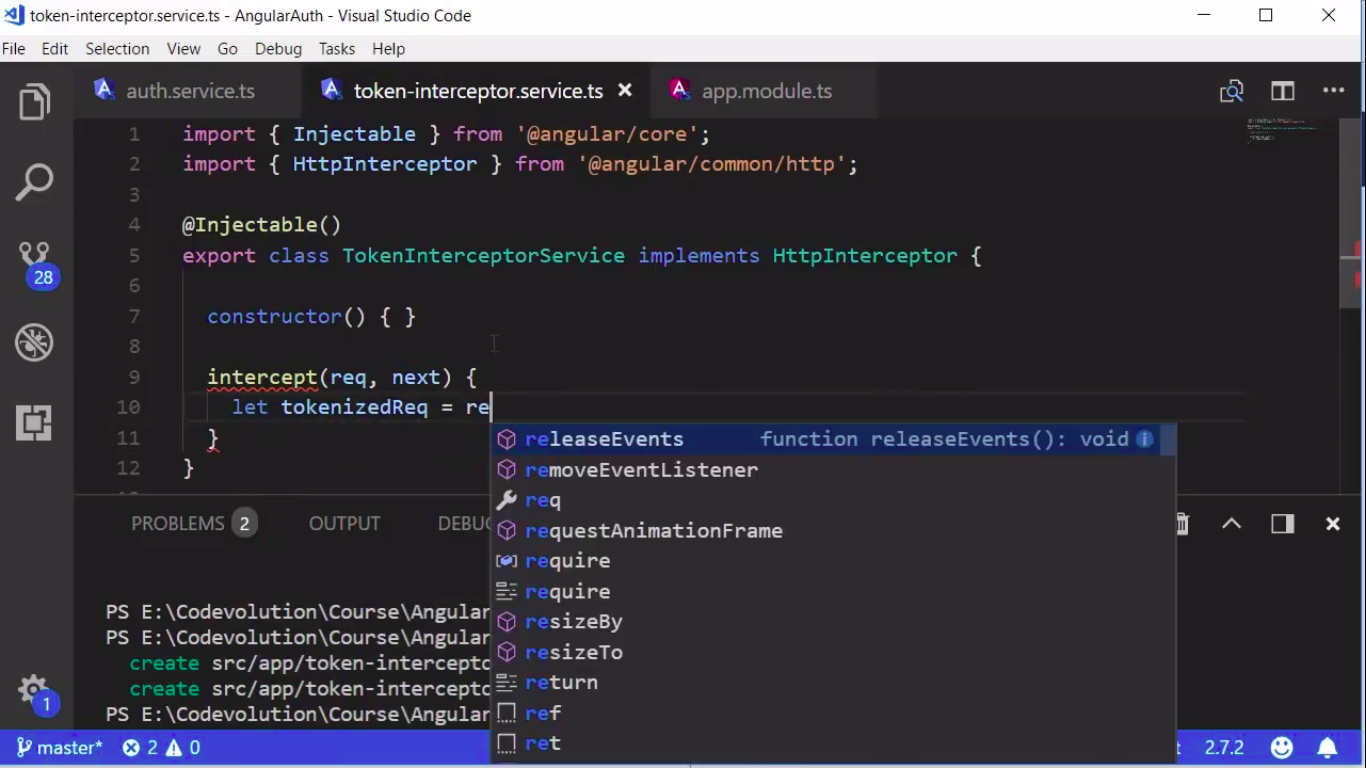 token-interceptor.service.ts - AngularAuth - Visual Studio Code
File Edit Selection View Go Debug Tasks Help
auth.service.ts token-interceptor.service.ts app.module.ts
1 import { Injectable } from '@angular/core';
2 import { HttpInterceptor } from '@angular/common/http';
3
4 @Injectable()
5 export class TokenInterceptorService implements HttpInterceptor {
6
7 constructor() { }
8
9 intercept(req, next) {
10 let tokenizedReq = re
11 }
12 }
28
releaseEvents function releaseEvents(): void
removeEventListener
req
requestAnimationFrame
require
require
resizeBy
resizeTo
return
ref
ret
PROBLEMS 2 OUTPUT DEBU
PS E:\Codevolution\Course\Angular
PS E:\Codevolution\Course\Angular
create src/app/token-intercepto
create src/app/token-intercepto
PS E:\Codevolution\Course\Angular
1
master* 2 0 2.7.2